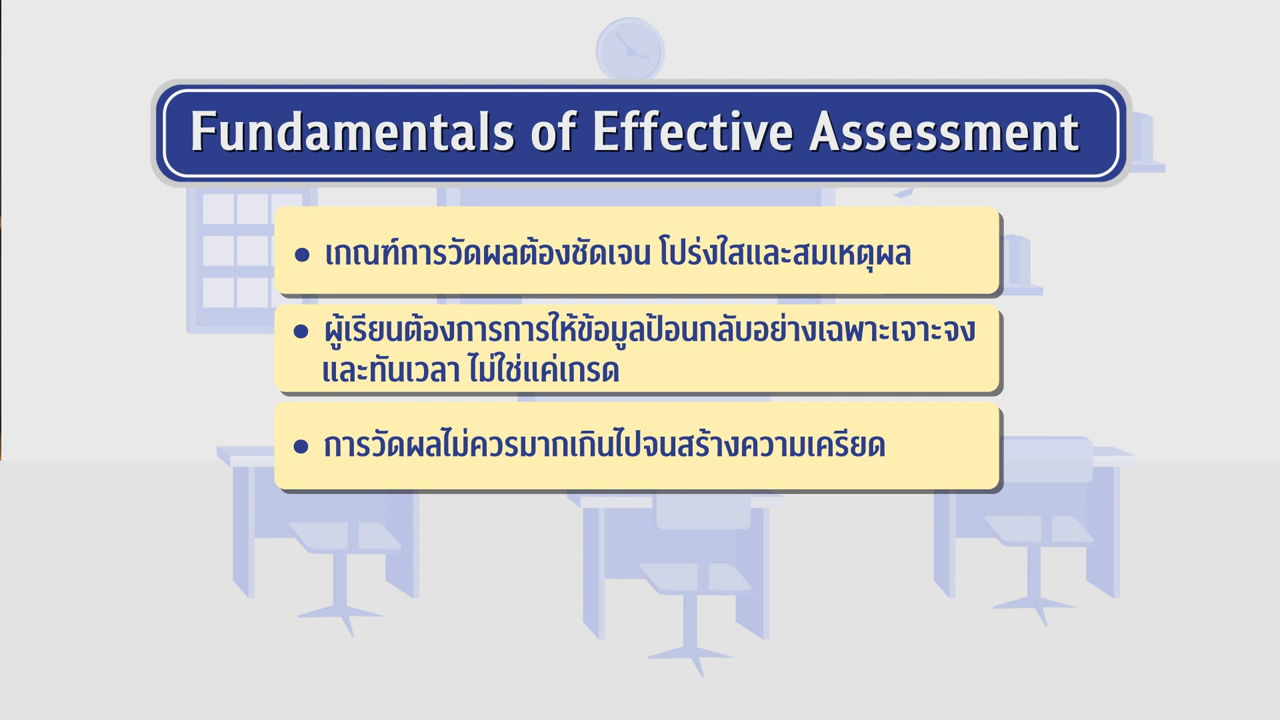 Fundamentals of Effective Assessment
• เกณฑ์การวัดผลต้องชัดเจน โปร่งใสและสมเหตุผล
• ผู้เรียนต้องการการให้ข้อมูลป้อนกลับอย่างเฉพาะเจาะจง
และทันเวลา ไม่ใช่แค่เกรด
• การวัดผลไม่ควรมากเกินไปจนสร้างความเครียด